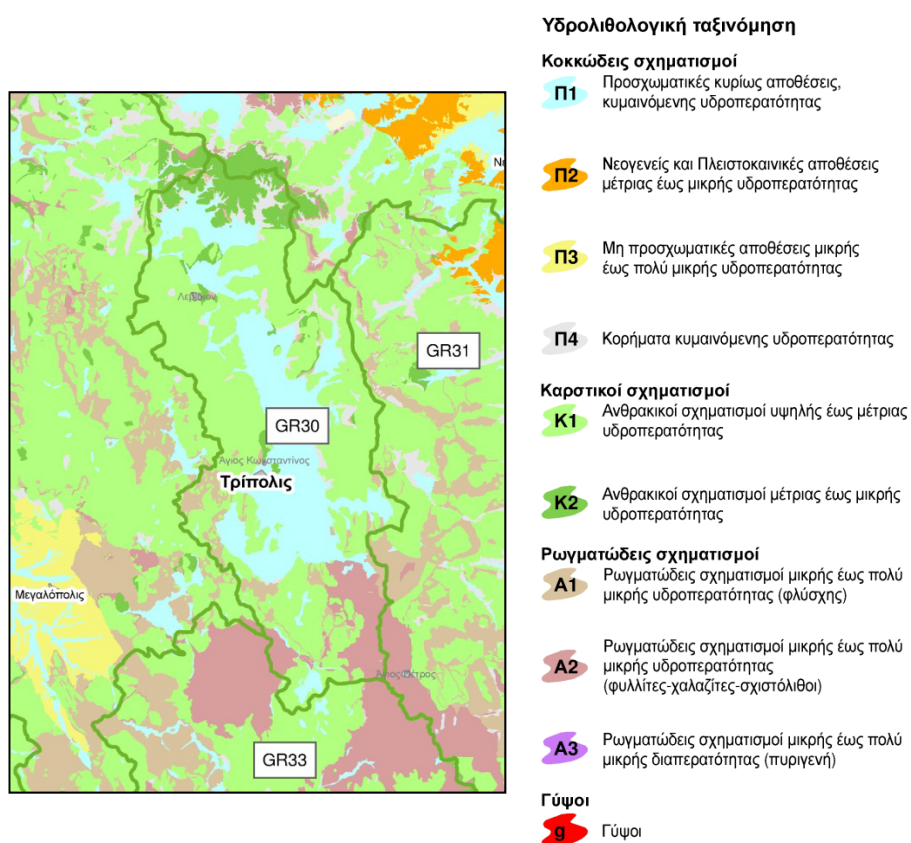 Υδρολιθολογική ταξινόμηση
Κοκκώδεις σχηματισμοί
Π1
Προσχωματικές κυρίως αποθέσεις,
κυμαινόμενης υδροπερατότητας
Π2
Νεογενείς και Πλειστοκαινικές αποθέσεις
μέτριας έως μικρής υδροπερατότητας
Π3
Μη προσχωματικές αποθέσεις μικρής
έως πολύ μικρής υδροπερατότητας
Π4
Κορήματα κυμαινόμενης υδροπερατότητας
Καρστικοί σχηματισμοί
Κ1
Ανθρακικοί σχηματισμοί υψηλής έως μέτριας
υδροπερατότητας
Κ2
Ανθρακικοί σχηματισμοί μέτριας έως μικρής
υδροπερατότητας
Ρωγματώδεις σχηματισμοί
Α1
Ρωγματώδεις σχηματισμοί μικρής έως πολύ
μικρής υδροπερατότητας (φλύσχης)
Α2
Ρωγματώδεις σχηματισμοί μικρής έως πολύ
μικρής υδροπερατότητας
(φυλλίτες-χαλαζίτες-σχιστόλιθοι)
Α3
Ρωγματώδεις σχηματισμοί μικρής έως πολύ
μικρής διαπερατότητας (πυριγενή)
Γύψοι
g
Γύψοι
GR31
GR30
Άγιος Κωνσταντίνος
Τρίπολις
Μεγαλόπολις
GR33